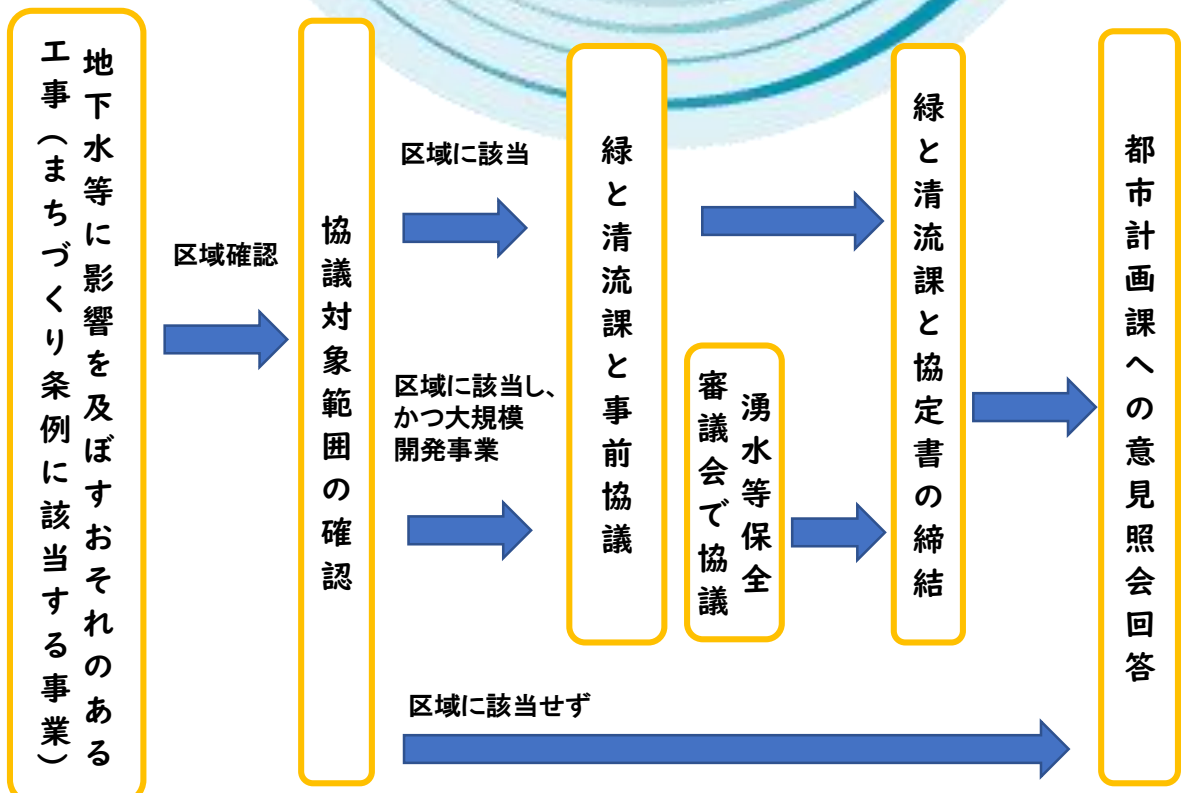 地下水等に影響を及ぼすおそれのある
工事（まちづくり条例に該当する事業）
区域確認
協議対象範囲の確認
区域に該当
区域に該当し、
かつ大規模
開発事業
区域に該当せず
緑と清流課と事前協議
湧水等保全
審議会で協議
緑と清流課と協定書の締結
都市計画課への意見照会回答